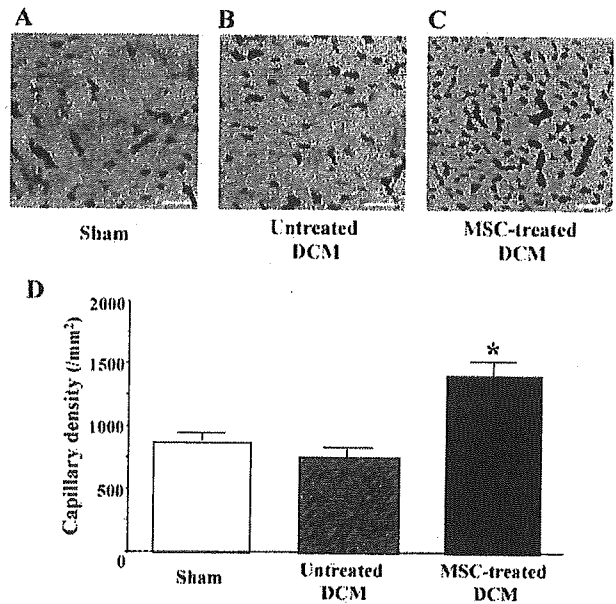 A
B
C
Sham
Untreated
DCM
MSC-treated
DCM
D
Capillary density (/mm²)
2000
1500
1000
500
0
*
Sham
Untreated
DCM
MSC-treated
DCM